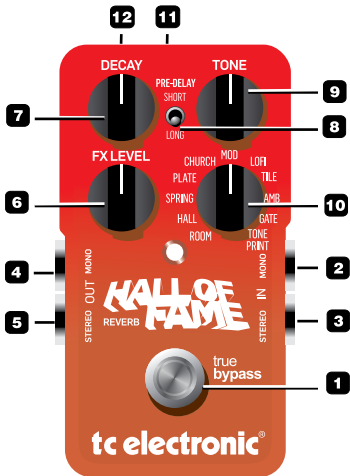 12 11
DECAY TONE
PRE-DELAY
SHORT
9
7
8
LONG
FX LEVEL
MOD
CHURCH LOFI
PLATE TILE
SPRING AMB
6
10
HALL GATE
ROOM TONE
PRINT
4
OUT MONO
IN MONO
2
HALL OF
FAME
REVERB
5
STEREO
STEREO
3
true
bypass
1
tc electronic®